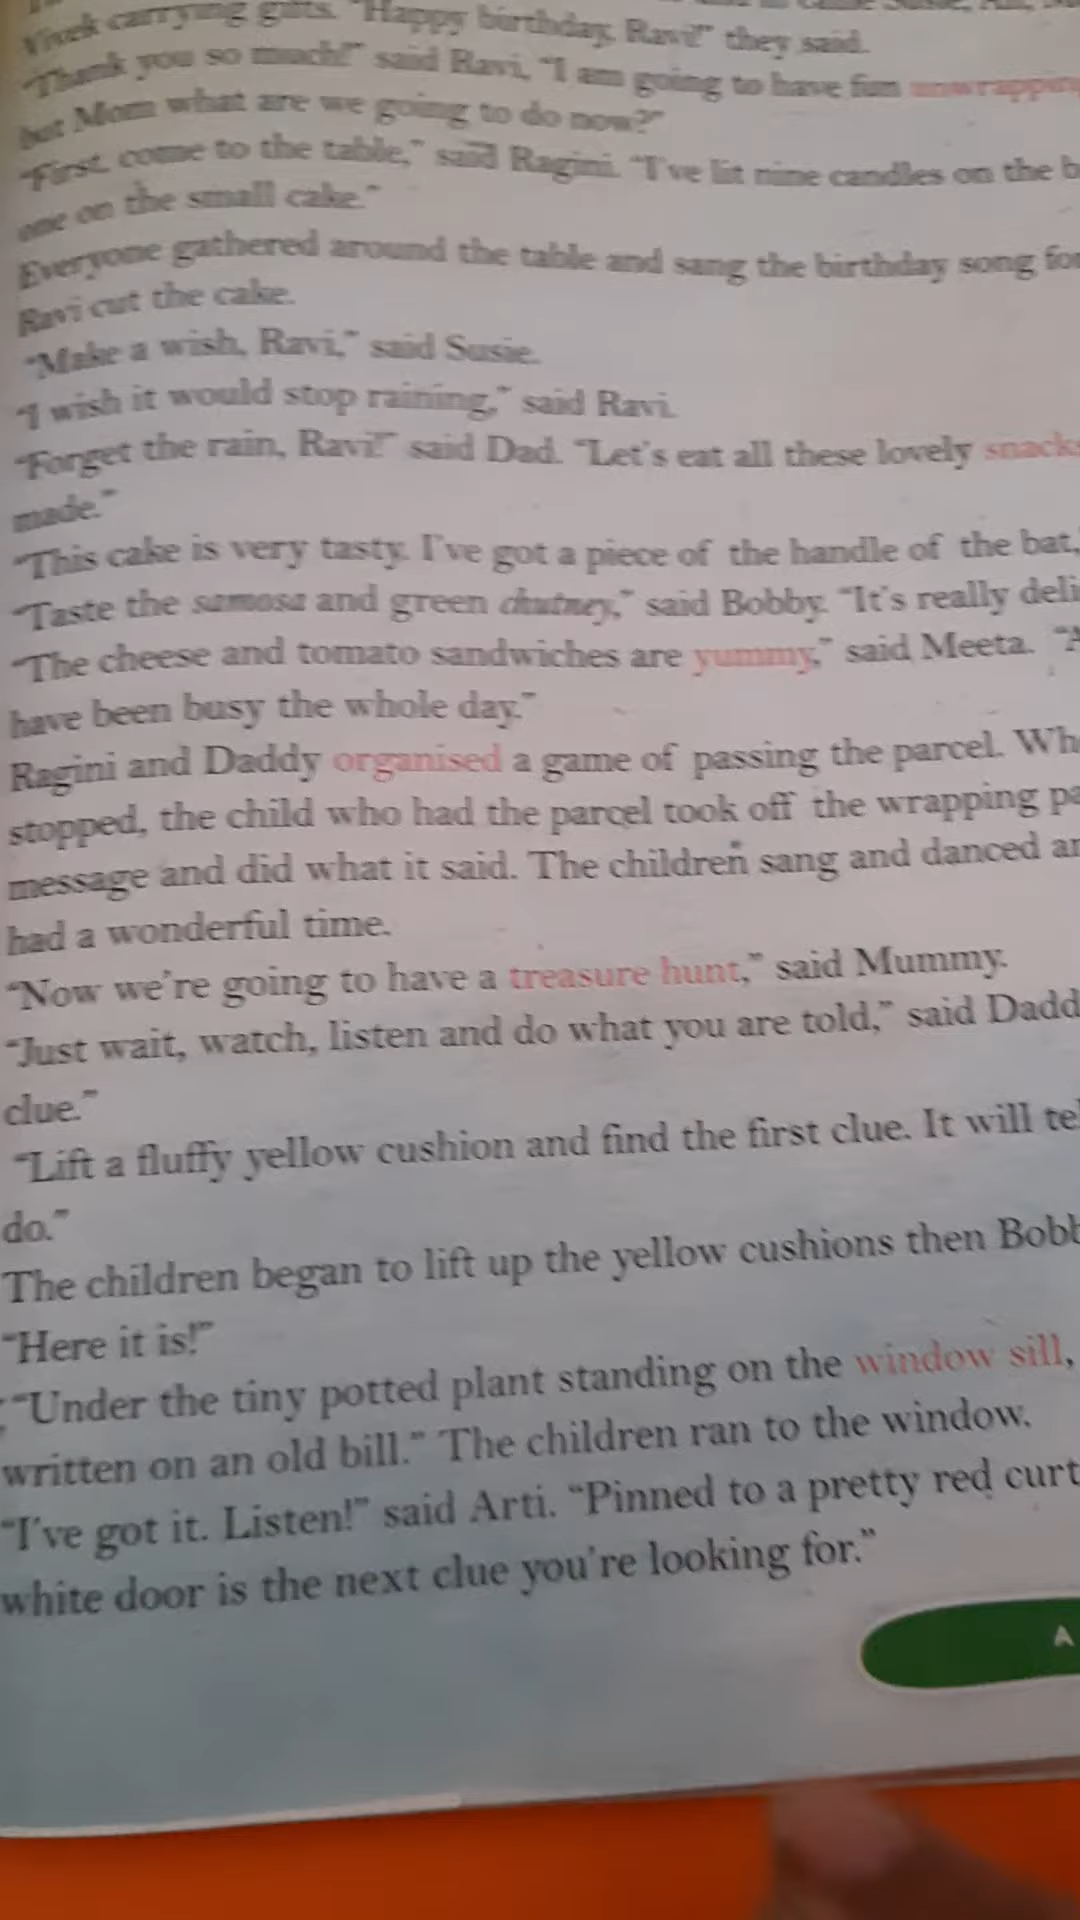 Vivek carrying gifts. "Happy birthday, Ravi!" they said.
"Thank you so much!" said Ravi, "I am going to have fun unwrapping
but Mom what are we going to do now?"
"First, come to the table," said Ragini. "I've lit nine candles on the b
one on the small cake."
Everyone gathered around the table and sang the birthday song for
Ravi cut the cake.
"Make a wish, Ravi," said Susie.
"I wish it would stop raining," said Ravi.
"Forget the rain, Ravi!" said Dad. "Let's eat all these lovely snacks
made."
"This cake is very tasty. I've got a piece of the handle of the bat,
"Taste the samosa and green chutney," said Bobby. "It's really deli
"The cheese and tomato sandwiches are yummy," said Meeta. "A
have been busy the whole day."
Ragini and Daddy organised a game of passing the parcel. Wh
stopped, the child who had the parcel took off the wrapping pa
message and did what it said. The children sang and danced an
had a wonderful time.
"Now we're going to have a treasure hunt," said Mummy.
"Just wait, watch, listen and do what you are told," said Dadd
clue."
"Lift a fluffy yellow cushion and find the first clue. It will tel
do."
The children began to lift up the yellow cushions then Bobb
"Here it is!"
"Under the tiny potted plant standing on the window sill,
written on an old bill." The children ran to the window.
"I've got it. Listen!" said Arti. "Pinned to a pretty red curt
white door is the next clue you're looking for."
A